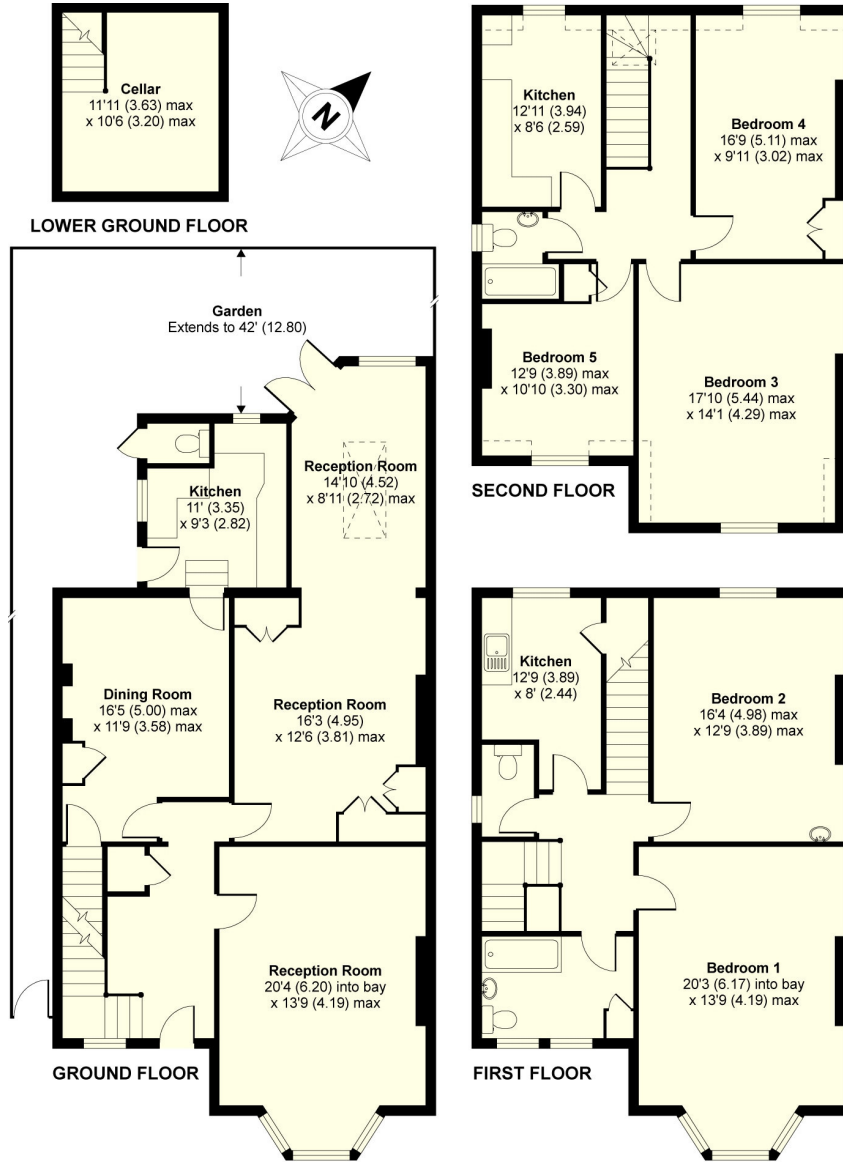 Cellar
11'11 (3.63) max
x 10'6 (3.20) max
LOWER GROUND FLOOR
N
Kitchen
12'11 (3.94)
x 8'6 (2.59)
Bedroom 4
16'9 (5.11) max
x 9'11 (3.02) max
Bedroom 5
12'9 (3.89) max
x 10'10 (3.30) max
Bedroom 3
17'10 (5.44) max
x 14'1 (4.29) max
SECOND FLOOR
Garden
Extends to 42' (12.80)
Reception Room
14'10 (4.52)
x 8'11 (2.72) max
Kitchen
11' (3.35)
x 9'3 (2.82)
Dining Room
16'5 (5.00) max
x 11'9 (3.58) max
Reception Room
16'3 (4.95)
x 12'6 (3.81) max
Reception Room
20'4 (6.20) into bay
x 13'9 (4.19) max
GROUND FLOOR
Kitchen
12'9 (3.89)
x 8' (2.44)
Bedroom 2
16'4 (4.98) max
x 12'9 (3.89) max
Bedroom 1
20'3 (6.17) into bay
x 13'9 (4.19) max
FIRST FLOOR